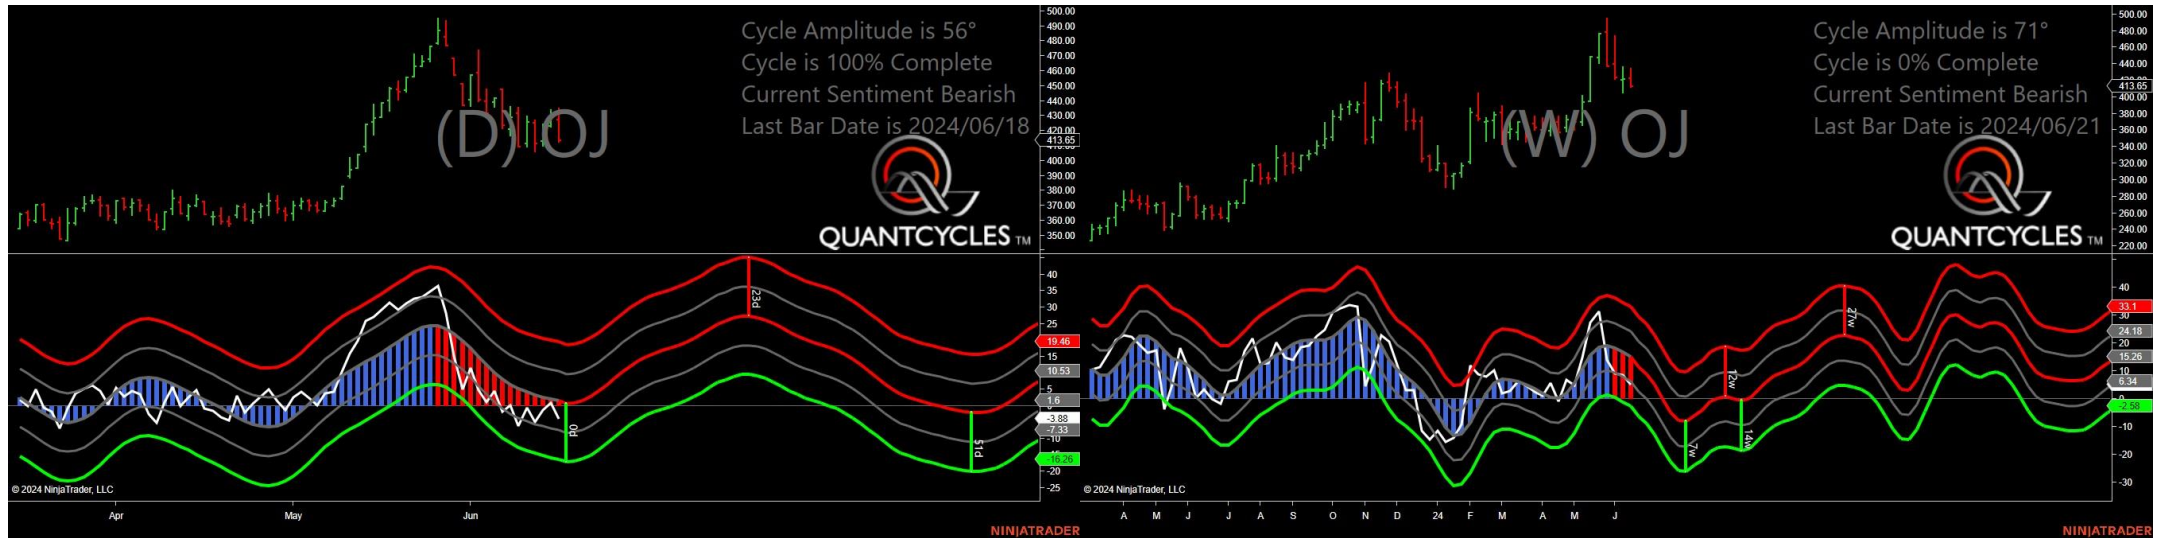 Cycle Amplitude is 56°
Cycle is 100% Complete
Current Sentiment Bearish
Last Bar Date is 2024/06/18
(D) OJ
QUANTCYCLES TM
500.00
490.00
480.00
470.00
460.00
450.00
440.00
430.00
420.00
413.65
400.00
390.00
380.00
370.00
360.00
350.00
40
35
30
25
19.46
15
10.53
5
1.6
-3.88
-7.33
-10
-16.26
-20
-25
23d
0d
51d
© 2024 NinjaTrader, LLC
Apr
May
Jun
NINJATRADER
Cycle Amplitude is 71°
Cycle is 0% Complete
Current Sentiment Bearish
Last Bar Date is 2024/06/21
(W) OJ
QUANTCYCLES TM
500.00
480.00
460.00
440.00
413.65
400.00
380.00
360.00
340.00
320.00
300.00
280.00
260.00
240.00
220.00
40
33.1
30
24.18
20
15.26
10
6.34
-2.58
-10
-20
-30
7w
12w
14w
27w
© 2024 NinjaTrader, LLC
A M J J A S O N D 24 F M A M J
NINJATRADER